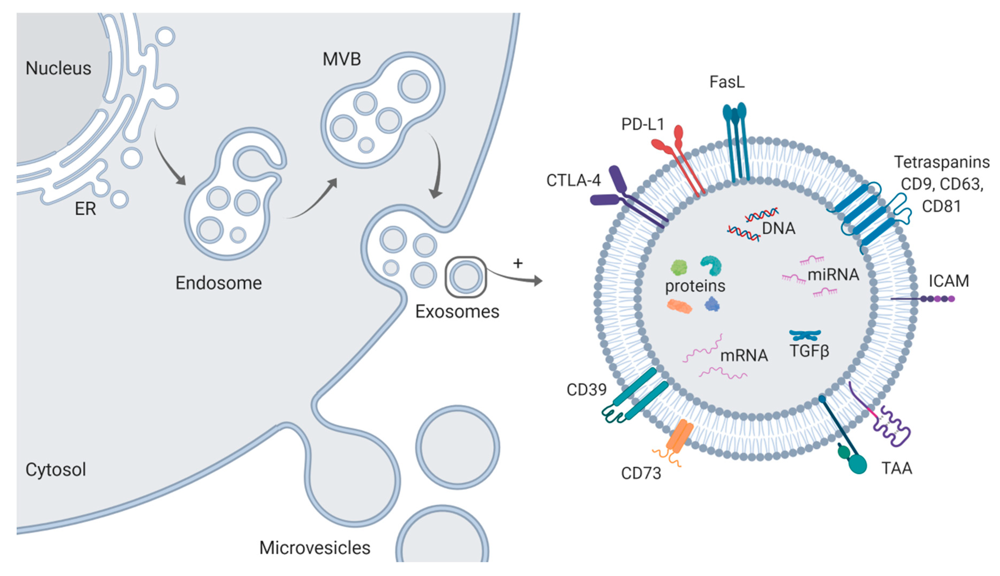 Nucleus
ER
Endosome
MVB
Exosomes
+
Cytosol
Microvesicles
FasL
PD-L1
CTLA-4
Tetraspanins
CD9, CD63,
CD81
DNA
miRNA
proteins
ICAM
mRNA
TGFβ
CD39
CD73
TAA